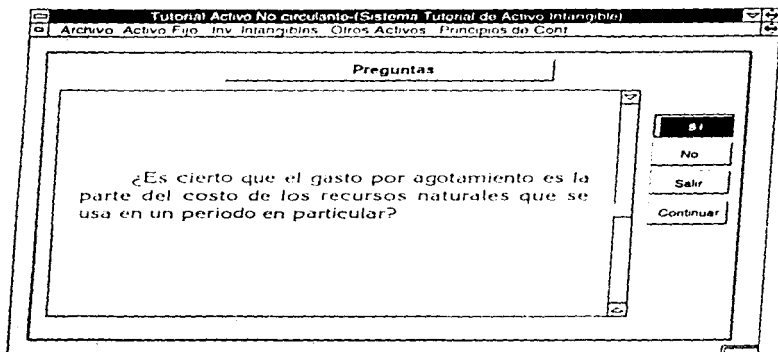 Tutorial Activo No circulante-(Sistema Tutorial de Activo Intangible)
Archivo Activo Fijo Inv. Intangibles Otros Activos Principios de Cont
Preguntas
¿Es cierto que el gasto por agotamiento es la
parte del costo de los recursos naturales que se
usa en un periodo en particular?
Si
No
Salir
Continuar